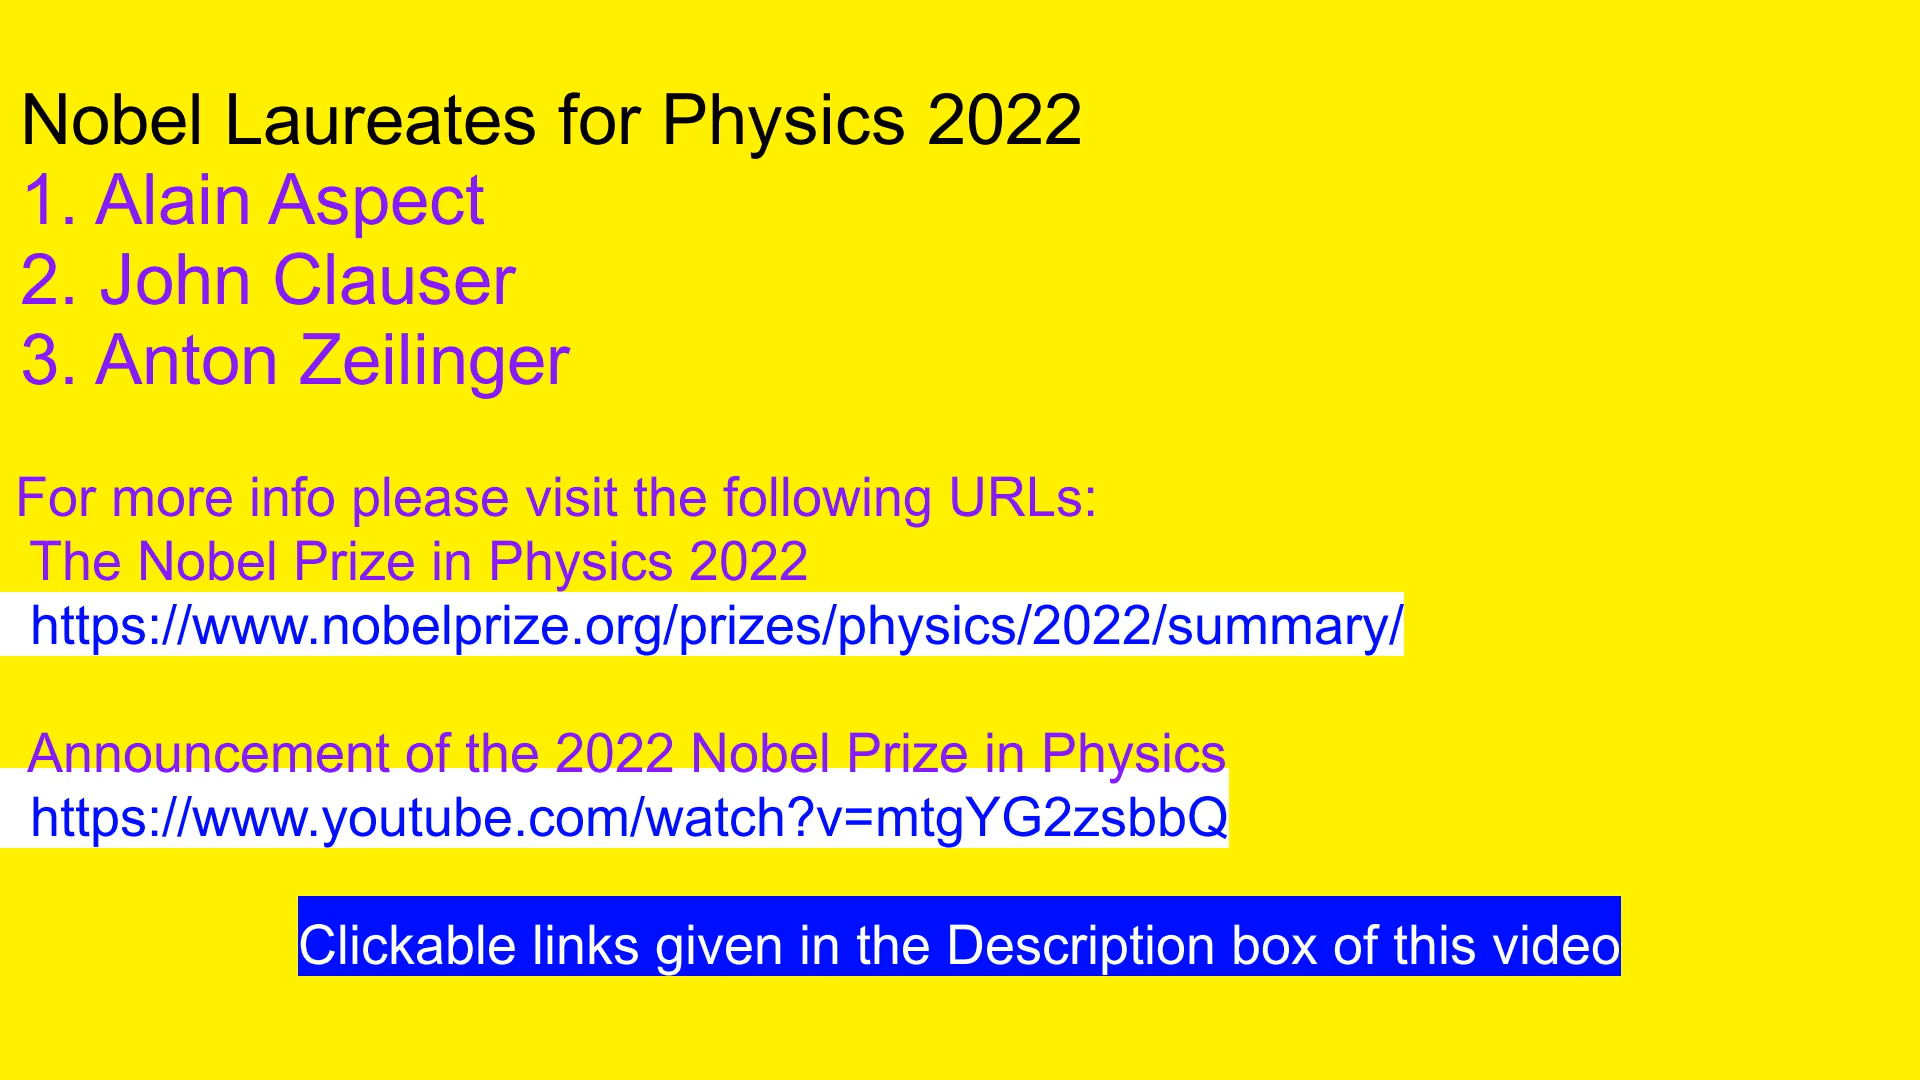 Nobel Laureates for Physics 2022
1. Alain Aspect
2. John Clauser
3. Anton Zeilinger
For more info please visit the following URLs:
The Nobel Prize in Physics 2022
https://www.nobelprize.org/prizes/physics/2022/summary/
Announcement of the 2022 Nobel Prize in Physics
https://www.youtube.com/watch?v=mtgYG2zsbbQ
Clickable links given in the Description box of this video